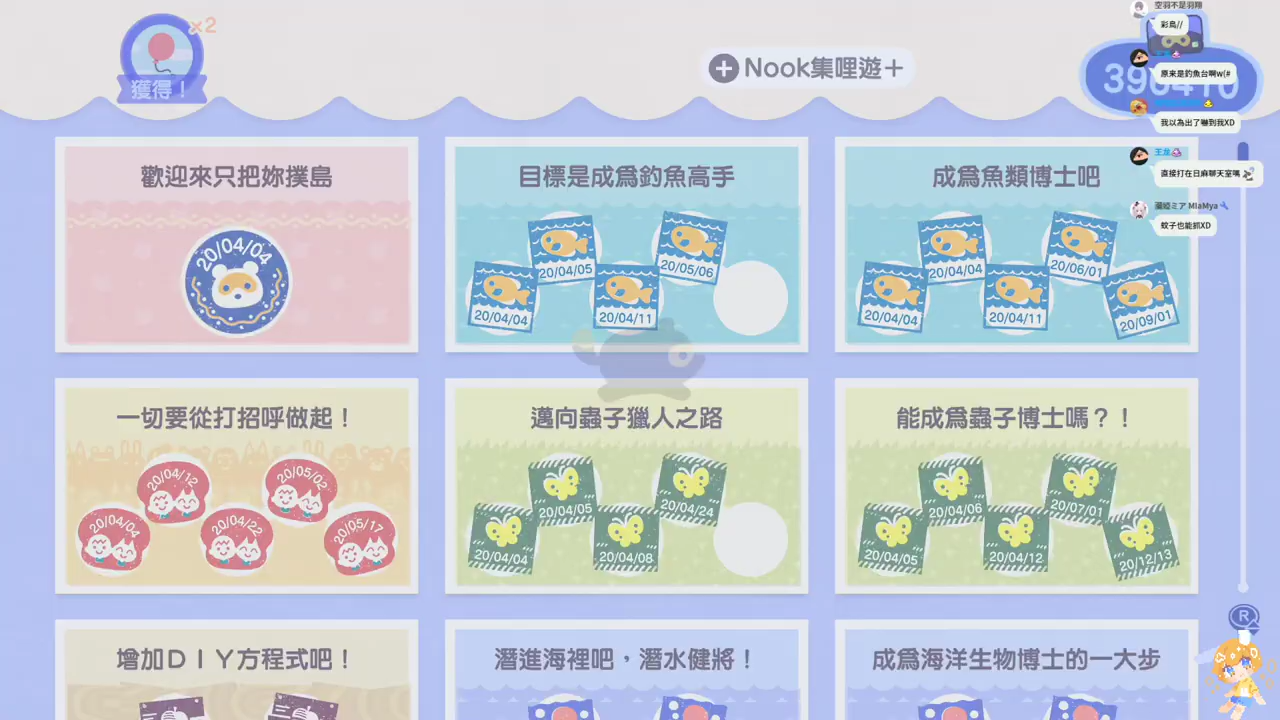 x2
獲得！
Nook集哩遊＋
空羽不是羽翔
彩鳥//
原來是釣魚台啊w(#
我以為出了嚇到我XD
王龙
直接打在日麻聊天室嗎
瀰婭ミア MiaMya
蚊子也能抓XD
歡迎來只把妳撲島
20/04/04
目標是成爲釣魚高手
20/04/04
20/04/05
20/04/11
20/05/06
成爲魚類博士吧
20/04/04
20/04/04
20/04/11
20/06/01
20/09/01
一切要從打招呼做起！
20/04/04
20/04/12
20/04/22
20/05/02
20/05/17
邁向蟲子獵人之路
20/04/04
20/04/05
20/04/08
20/04/24
能成爲蟲子博士嗎？！
20/04/05
20/04/06
20/04/12
20/07/01
20/12/13
R
增加ＤＩＹ方程式吧！
潛進海裡吧，潛水健將！
成爲海洋生物博士的一大步